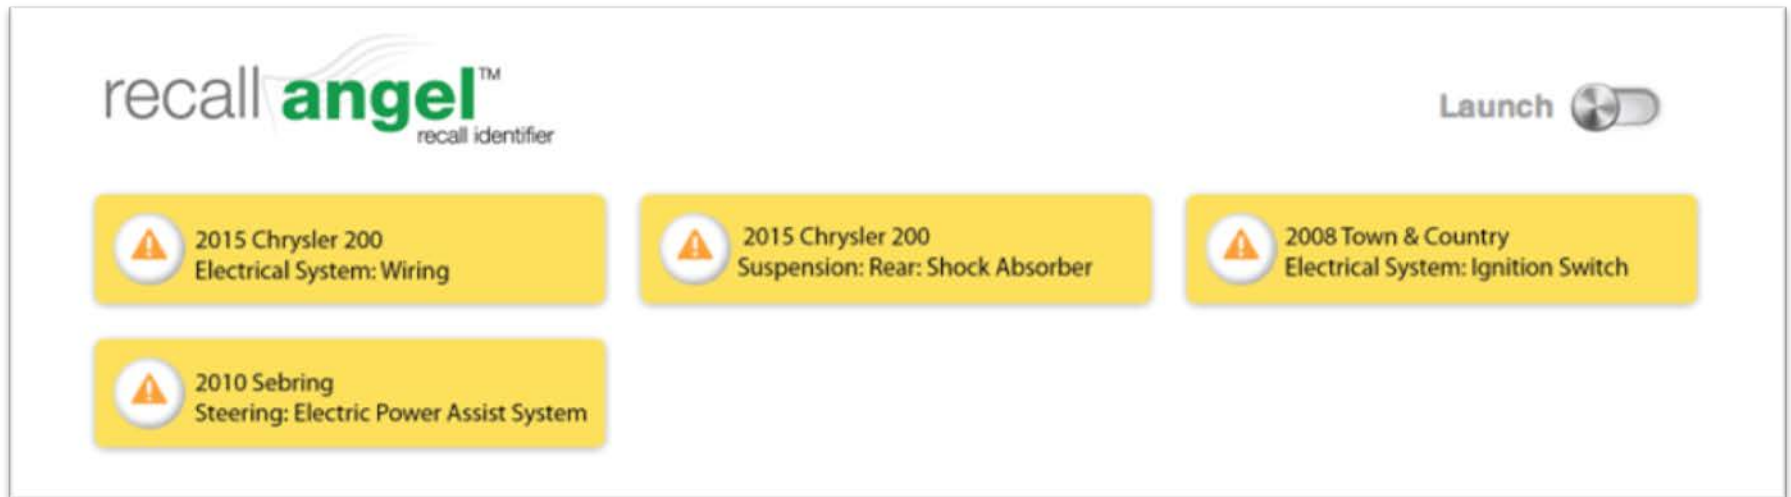 recall angel™
recall identifier
Launch
2015 Chrysler 200
Electrical System: Wiring
2015 Chrysler 200
Suspension: Rear: Shock Absorber
2008 Town & Country
Electrical System: Ignition Switch
2010 Sebring
Steering: Electric Power Assist System